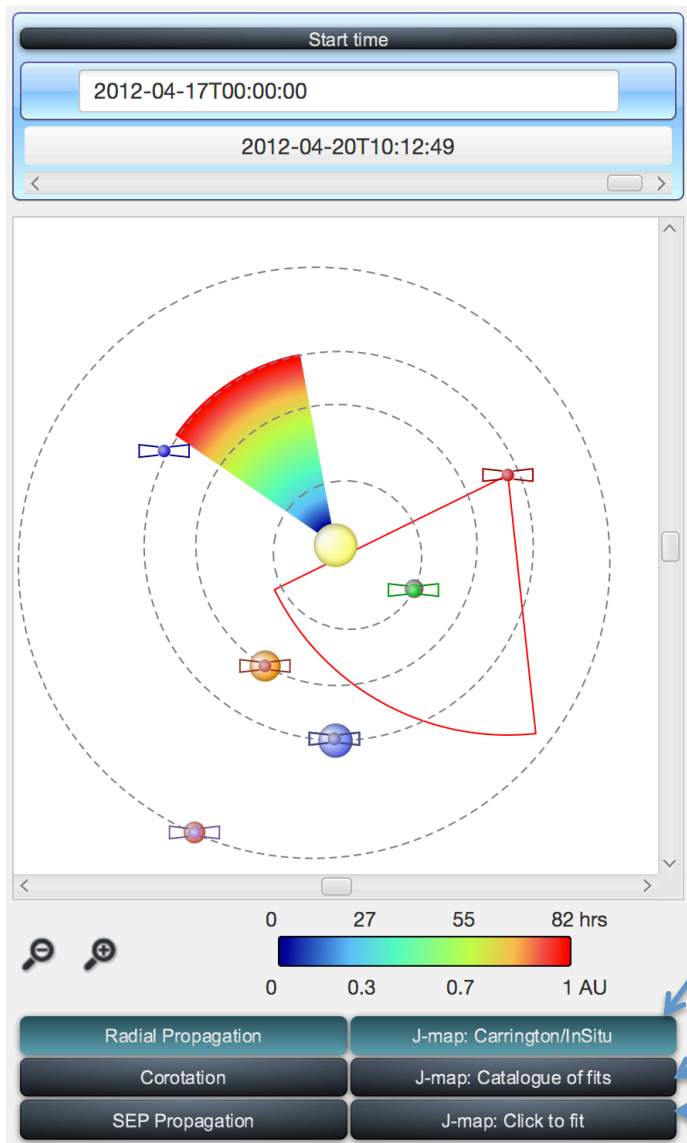 Start time
2012-04-17T00:00:00
2012-04-20T10:12:49
0 27 55 82 hrs
0 0.3 0.7 1 AU
Radial Propagation J-map: Carrington/InSitu
Corotation J-map: Catalogue of fits
SEP Propagation J-map: Click to fit